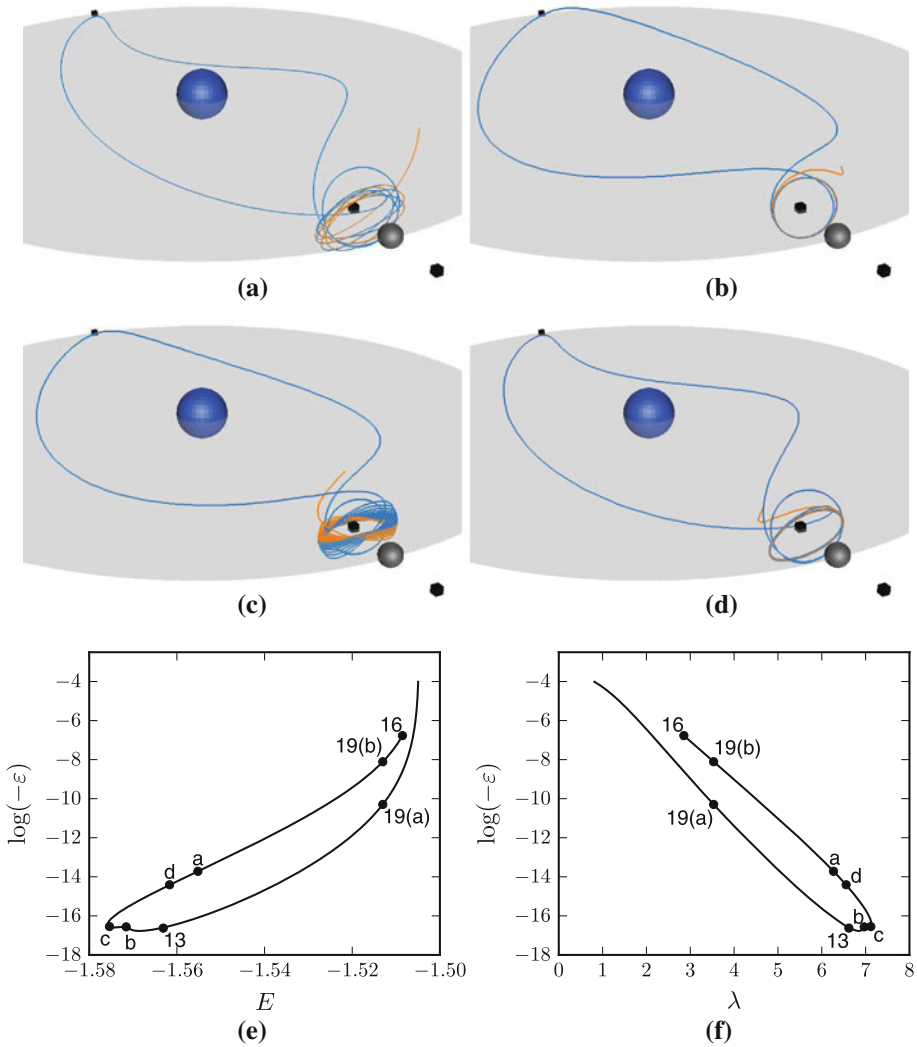 (a)
(b)
(c)
(d)
−4
−6
−8
−10
−12
−14
−16
−18
log(−ε)
16
19(b)
19(a)
a
d
c
b
13
−1.58
−1.56
−1.54
−1.52
−1.50
E
(e)
−4
−6
−8
−10
−12
−14
−16
−18
log(−ε)
16
19(b)
19(a)
a
d
b
13
c
0
1
2
3
4
5
6
7
8
λ
(f)